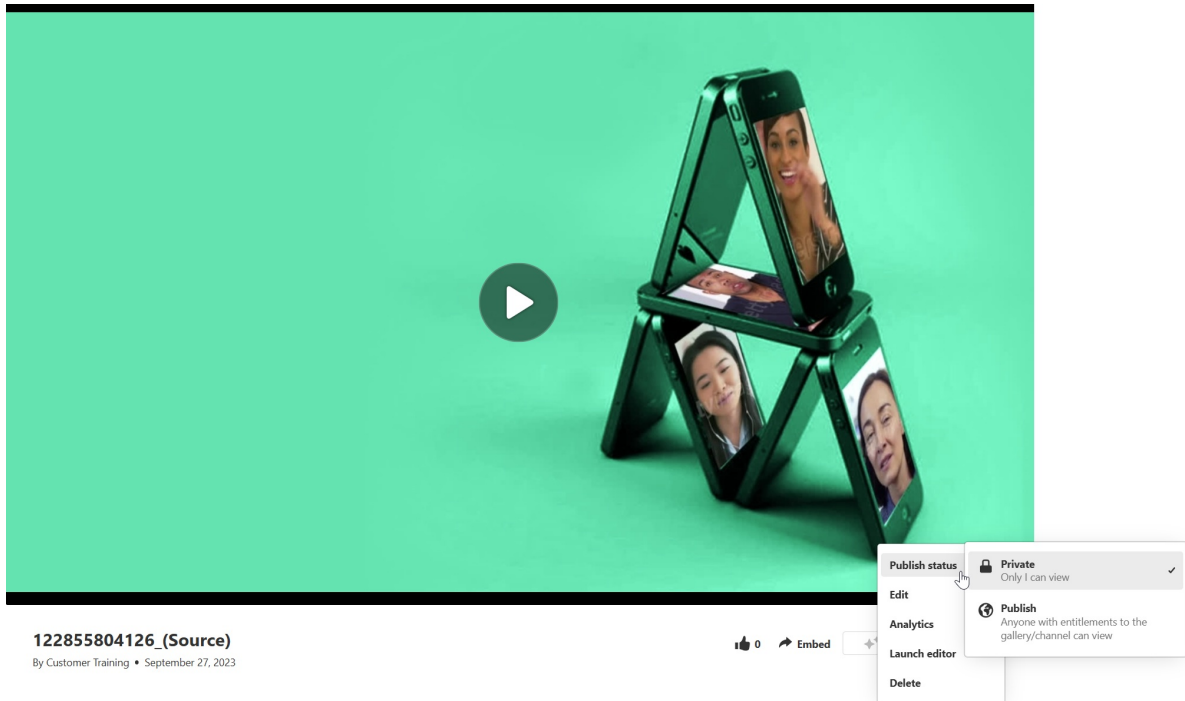 Publish status
Edit
Analytics
Launch editor
Delete
Private
Only I can view
Publish
Anyone with entitlements to the
gallery/channel can view
122855804126_(Source)
By Customer Training • September 27, 2023
0
Embed